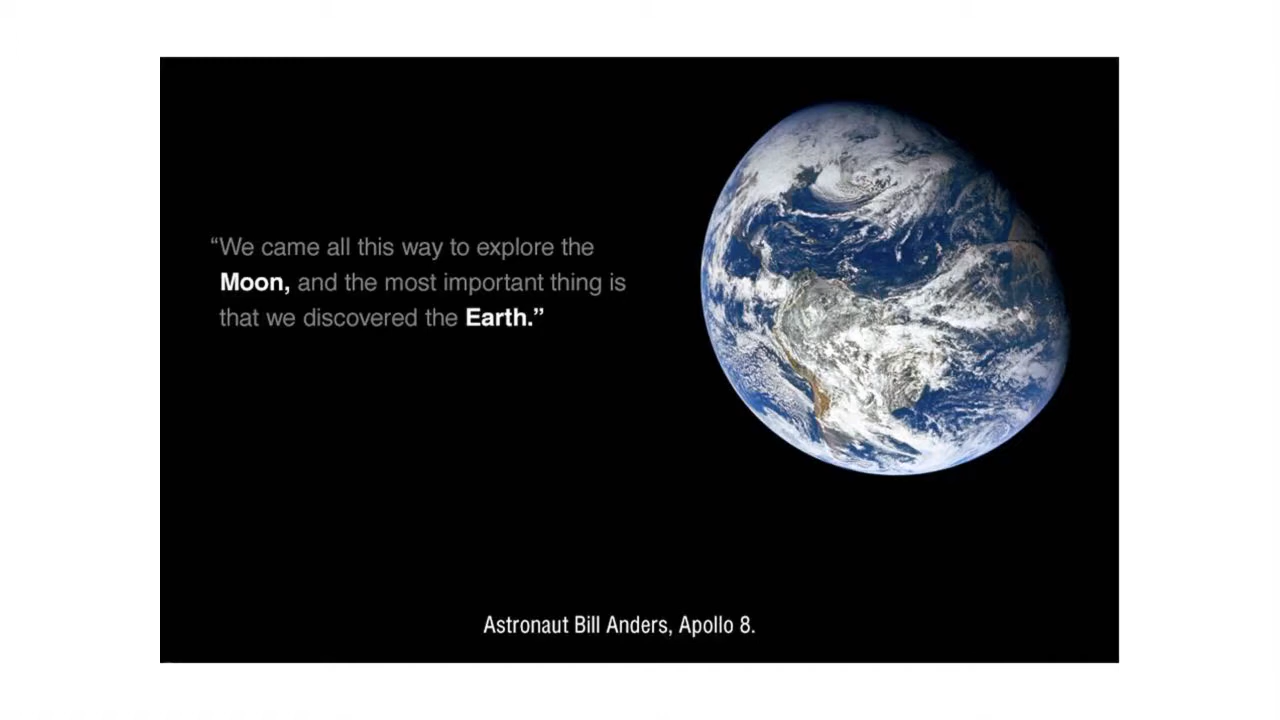 “We came all this way to explore the
Moon, and the most important thing is
that we discovered the Earth.”
Astronaut Bill Anders, Apollo 8.